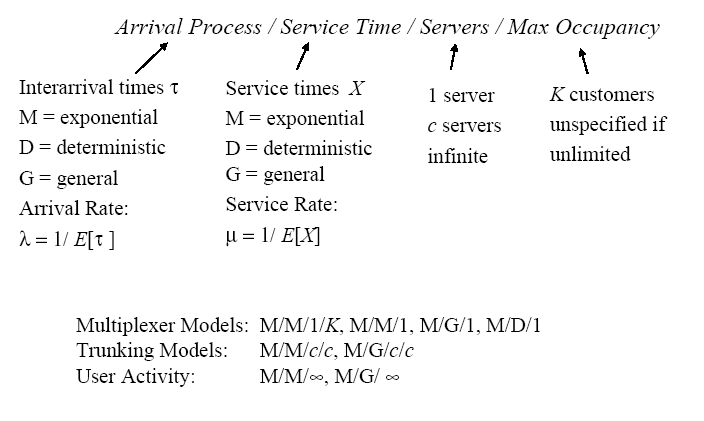 Arrival Process / Service Time / Servers / Max Occupancy
Interarrival times τ
M = exponential
D = deterministic
G = general
Arrival Rate:
λ = 1/ E[τ ]
Service times X
M = exponential
D = deterministic
G = general
Service Rate:
μ = 1/ E[X]
1 server
c servers
infinite
K customers
unspecified if
unlimited
Multiplexer Models: M/M/1/K, M/M/1, M/G/1, M/D/1
Trunking Models: M/M/c/c, M/G/c/c
User Activity: M/M/∞, M/G/ ∞